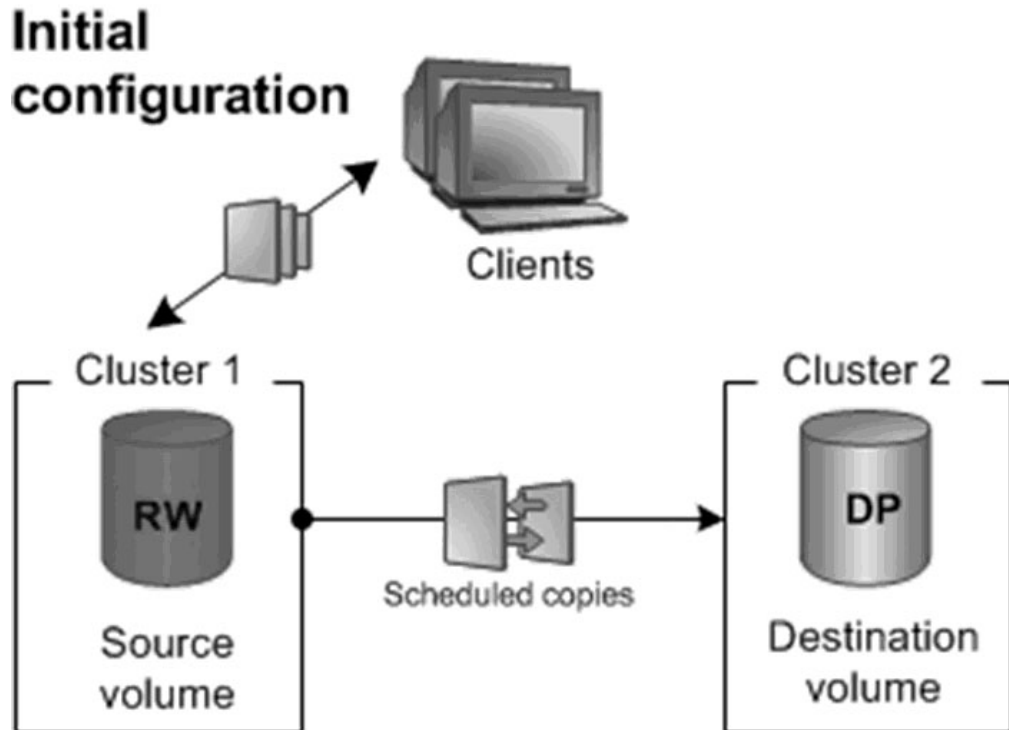 Initial
configuration
Clients
Cluster 1
Cluster 2
RW
DP
Scheduled copies
Source
volume
Destination
volume